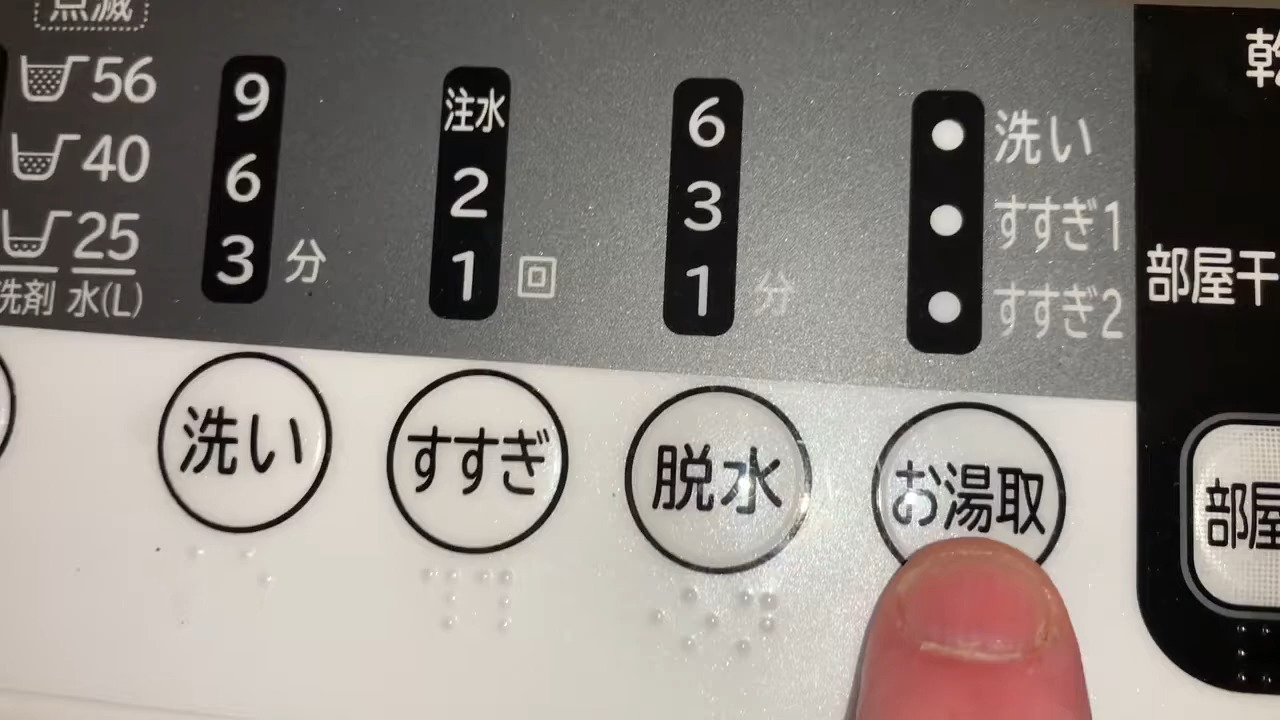 点滅
56
40
25
洗剤 水(L)
9
6
3 分
注水
2
1 回
6
3
1 分
洗い
すすぎ1
すすぎ2
部屋干
洗い
すすぎ
脱水
お湯取
部屋